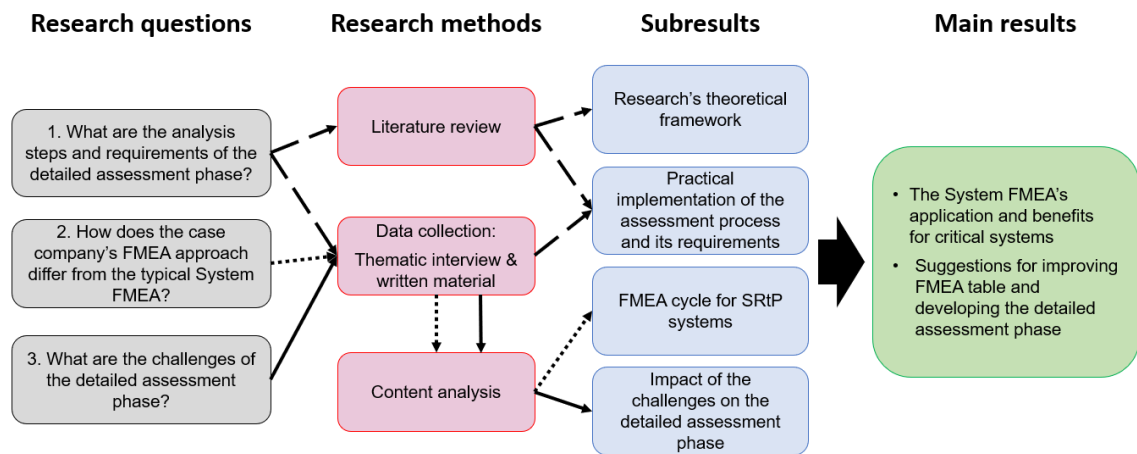 Research questions
Research methods
Subresults
Main results
1. What are the analysis
steps and requirements of the
detailed assessment phase?
2. How does the case
company's FMEA approach
differ from the typical System
FMEA?
3. What are the challenges of
the detailed assessment
phase?
Literature review
Data collection:
Thematic interview &
written material
Content analysis
Research's theoretical
framework
Practical
implementation of the
assessment process
and its requirements
FMEA cycle for SRtP
systems
Impact of the
challenges on the
detailed assessment
phase
• The System FMEA's
application and benefits
for critical systems
• Suggestions for improving
FMEA table and
developing the detailed
assessment phase